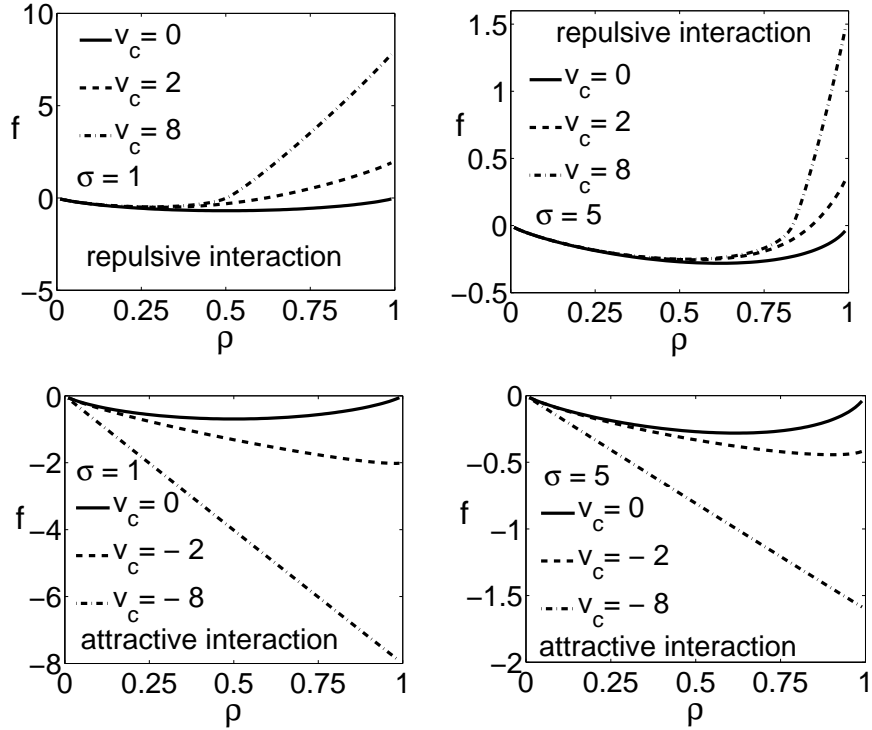 10
5
0
−5
f
v_c= 0
v_c= 2
v_c= 8
σ = 1
repulsive interaction
0 0.25 0.5 0.75 1
ρ
1.5
1
0.5
0
−0.5
f
repulsive interaction
v_c= 0
v_c= 2
v_c= 8
σ = 5
0 0.25 0.5 0.75 1
ρ
0
−2
−4
−6
−8
f
σ = 1
v_c= 0
v_c= − 2
v_c= − 8
attractive interaction
0 0.25 0.5 0.75 1
ρ
0
−0.5
−1
−1.5
−2
f
σ = 5
v_c= 0
v_c= − 2
v_c= − 8
attractive interaction
0 0.25 0.5 0.75 1
ρ